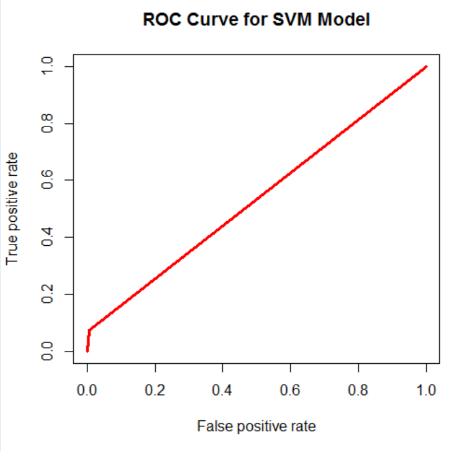 ROC Curve for SVM Model
1.0
0.8
0.6
0.4
0.2
0.0
True positive rate
0.0 0.2 0.4 0.6 0.8 1.0
False positive rate